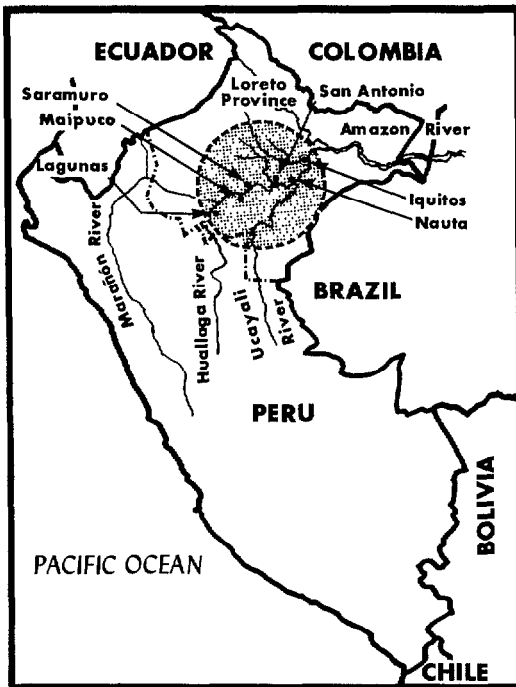 ECUADOR
COLOMBIA
Saramuro
Maipuco
Lagunas
Loreto
Province
San Antonio
Amazon River
Iquitos
Nauta
Marañón River
Huallaga River
Ucayali
River
BRAZIL
PERU
BOLIVIA
PACIFIC OCEAN
CHILE